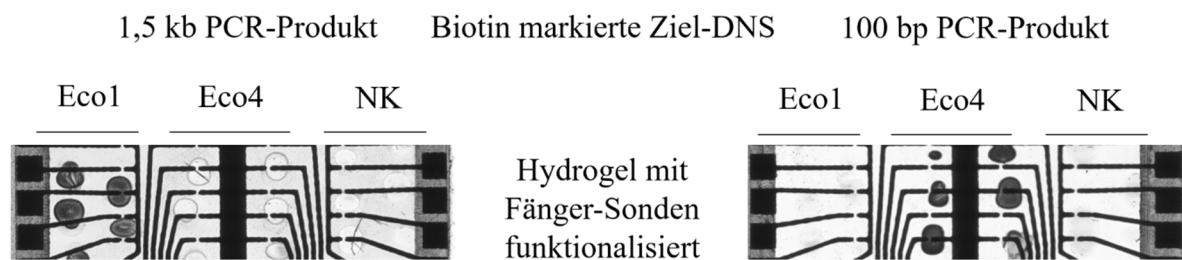 1,5 kb PCR-Produkt Biotin markierte Ziel-DNS 100 bp PCR-Produkt
Eco1 Eco4 NK Eco1 Eco4 NK
Hydrogel mit
Fänger-Sonden
funktionalisiert